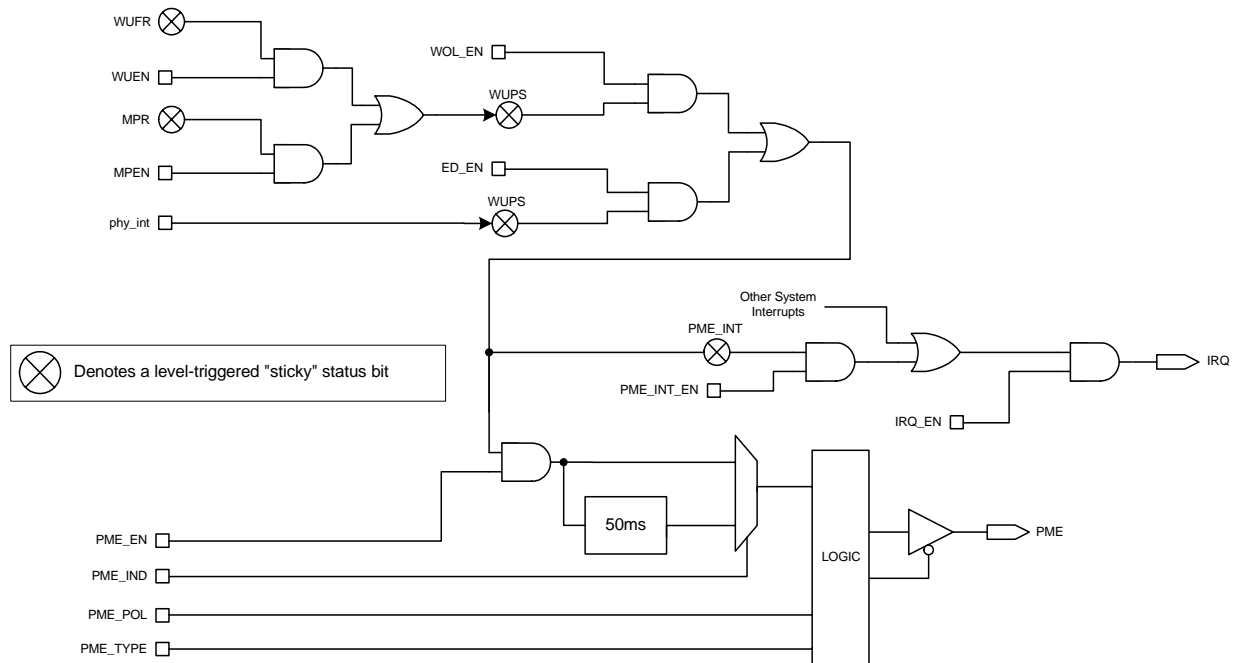 WUFR
WUEN
MPR
MPEN
phy_int
WOL_EN
WUPS
ED_EN
WUPS
Other System
Interrupts
PME_INT
PME_INT_EN
IRQ
IRQ_EN
Denotes a level-triggered "sticky" status bit
50ms
LOGIC
PME
PME_EN
PME_IND
PME_POL
PME_TYPE